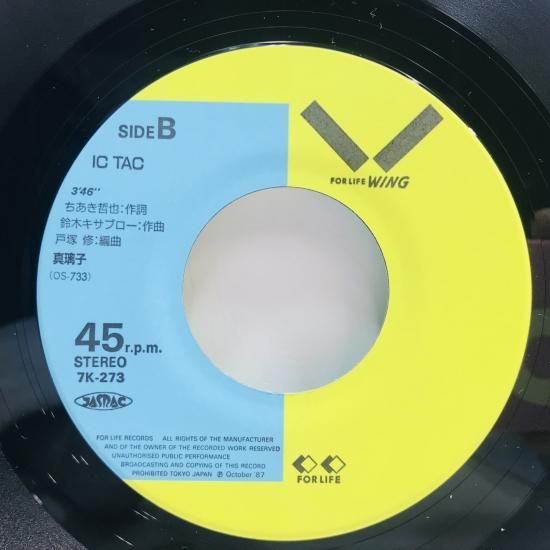 SIDE B
IC TAC
3'46"
ちあき哲也:作詞
鈴木キサブロー:作曲
戸塚 修:編曲
真璃子
(OS-733)
45 r.p.m.
STEREO
7K-273
JASRAC
FOR LIFE RECORDS ALL RIGHTS OF THE MANUFACTURER
AND OF THE OWNER OF THE RECORDED WORK RESERVED
UNAUTHORISED PUBLIC PERFORMANCE
BROADCASTING AND COPYING OF THIS RECORD
PROHIBITED TOKYO JAPAN ℗ October '87
FOR LIFE WING
FOR LIFE